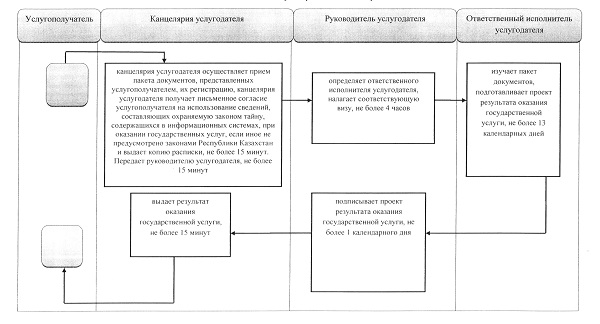 Услугополучатель
Канцелярия услугодателя
Руководитель услугодателя
Ответственный исполнитель
услугодателя
канцелярия услугодателя осуществляет прием
пакета документов, представленных
услугополучателем, их регистрацию, канцелярия
услугодателя получает письменное согласие
услугополучателя на использование сведений,
составляющих охраняемую законом тайну,
содержащихся в информационных системах, при
оказании государственных услуг, если иное не
предусмотрено законами Республики Казахстан
и выдает копию расписки, не более 15 минут.
Передает руководителю услугодателя, не более
15 минут
определяет ответственного
исполнителя услугодателя,
налагает соответствующую
визу, не более 4 часов
изучает пакет
документов,
подготавливает проект
результата оказания
государственной
услуги, не более 13
календарных дней
выдает результат
оказания
государственной услуги,
не более 15 минут
подписывает проект
результата оказания
государственной услуги, не
более 1 календарного дня